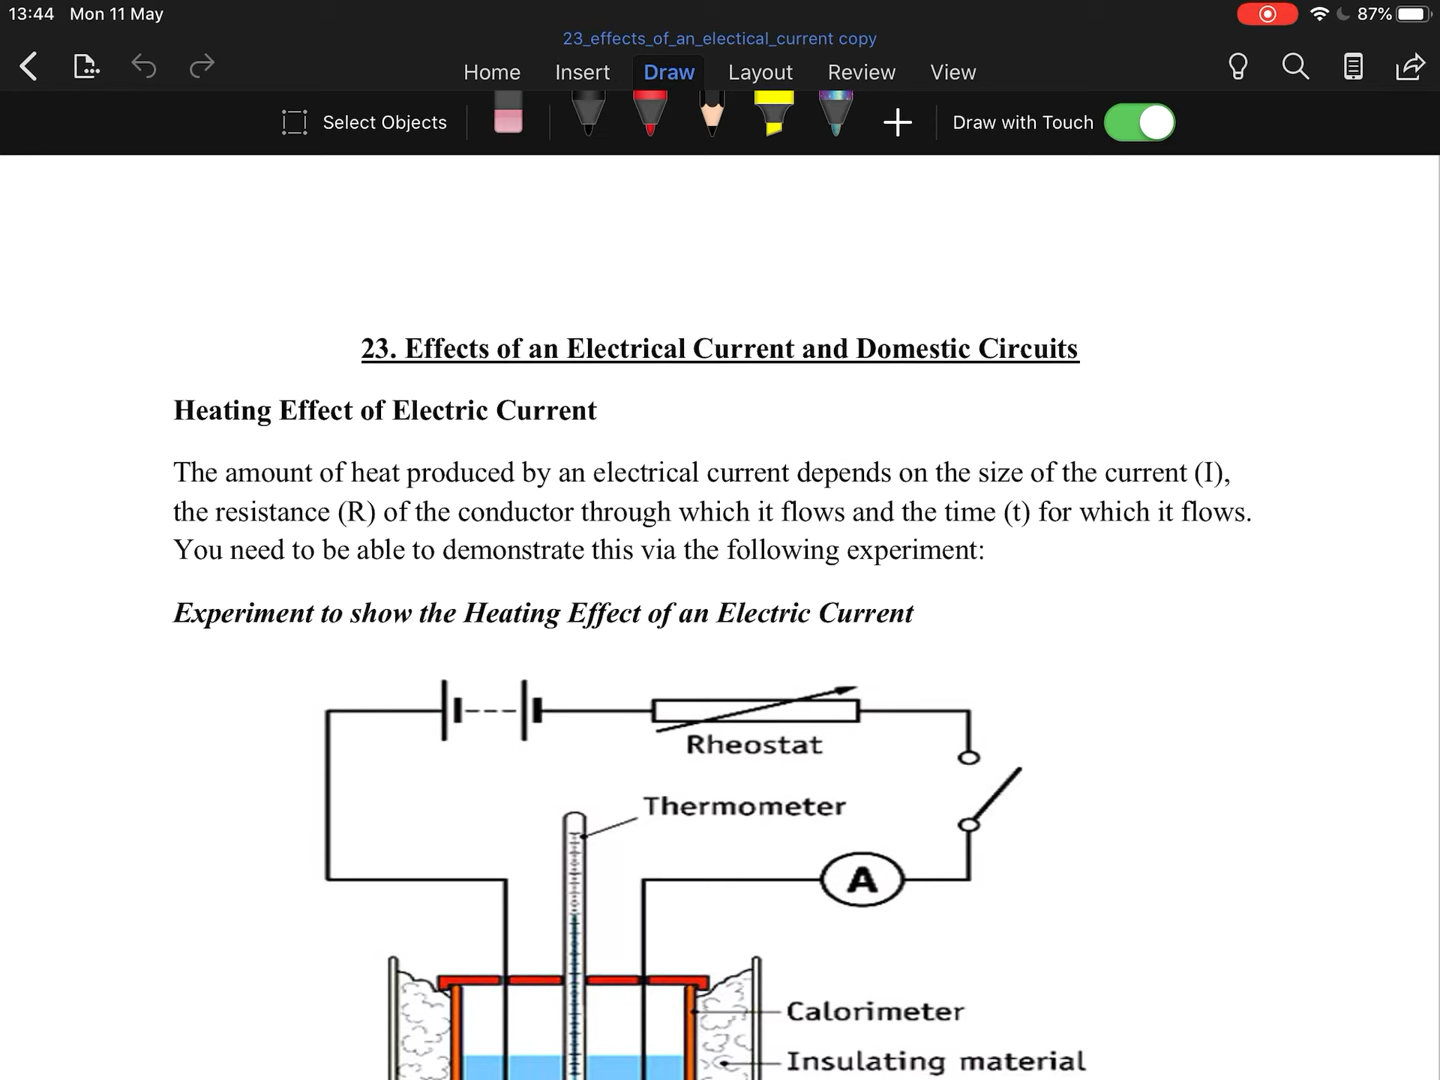 13:44 Mon 11 May
87%
23_effects_of_an_electical_current copy
Home Insert Draw Layout Review View
Select Objects
Draw with Touch
23. Effects of an Electrical Current and Domestic Circuits
Heating Effect of Electric Current
The amount of heat produced by an electrical current depends on the size of the current (I),
the resistance (R) of the conductor through which it flows and the time (t) for which it flows.
You need to be able to demonstrate this via the following experiment:
Experiment to show the Heating Effect of an Electric Current
Rheostat
Thermometer
A
Calorimeter
Insulating material